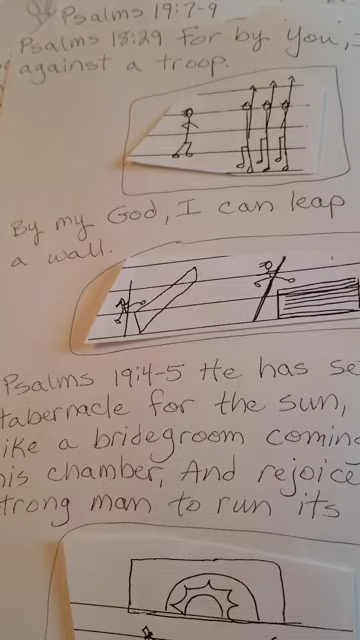 Psalms 19:7-9
Psalms 18:29 For by You,
against a troop.
By my God, I can leap
a wall.
Psalms 19:4-5 He has se
tabernacle for the sun,
ike a bridegroom coming
his chamber, And rejoice
trong man to run its